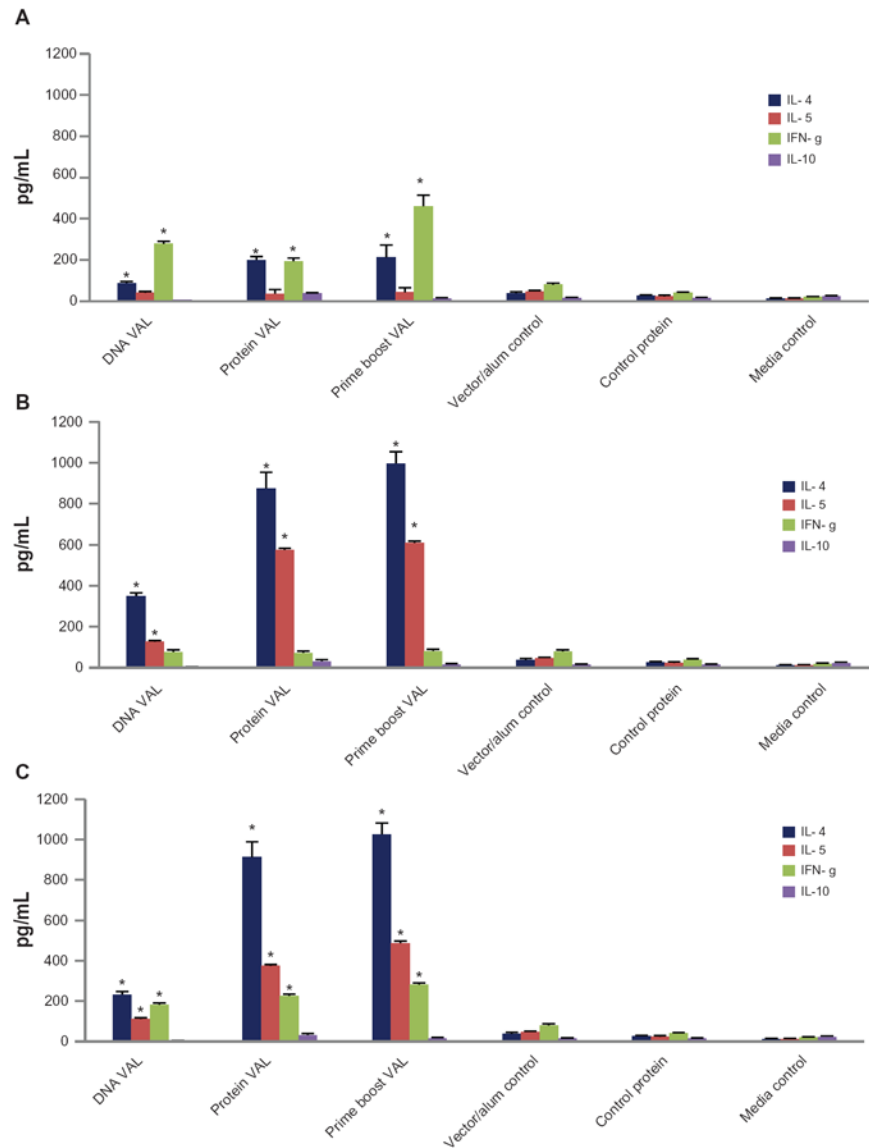 A
1200
1000
800
600
400
200
0
pg/mL
IL- 4
IL- 5
IFN- g
IL-10
* * * * * *
DNA VAL
Protein VAL
Prime boost VAL
Vector/alum control
Control protein
Media control
B
1200
1000
800
600
400
200
0
pg/mL
IL- 4
IL- 5
IFN- g
IL-10
* * * * * *
DNA VAL
Protein VAL
Prime boost VAL
Vector/alum control
Control protein
Media control
C
1200
1000
800
600
400
200
0
pg/mL
IL- 4
IL- 5
IFN- g
IL-10
* * * * * * * * *
DNA VAL
Protein VAL
Prime boost VAL
Vector/alum control
Control protein
Media control